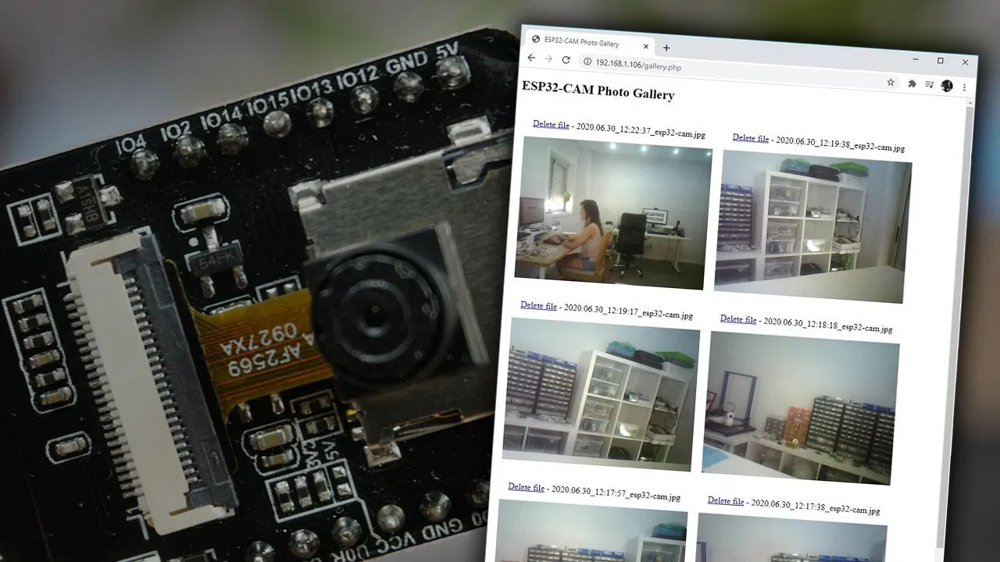 IO4 IO2 IO14 IO15 IO13 IO12 GND 5V
54FK
AF2569
0927XA
3V3
5V
GND VCC U0R
ESP32-CAM Photo Gallery
192.168.1.106/gallery.php
ESP32-CAM Photo Gallery
Delete file - 2020.06.30_12:22:37_esp32-cam.jpg
Delete file - 2020.06.30_12:19:38_esp32-cam.jpg
Delete file - 2020.06.30_12:19:17_esp32-cam.jpg
Delete file - 2020.06.30_12:18:18_esp32-cam.jpg
Delete file - 2020.06.30_12:17:57_esp32-cam.jpg
Delete file - 2020.06.30_12:17:38_esp32-cam.jpg